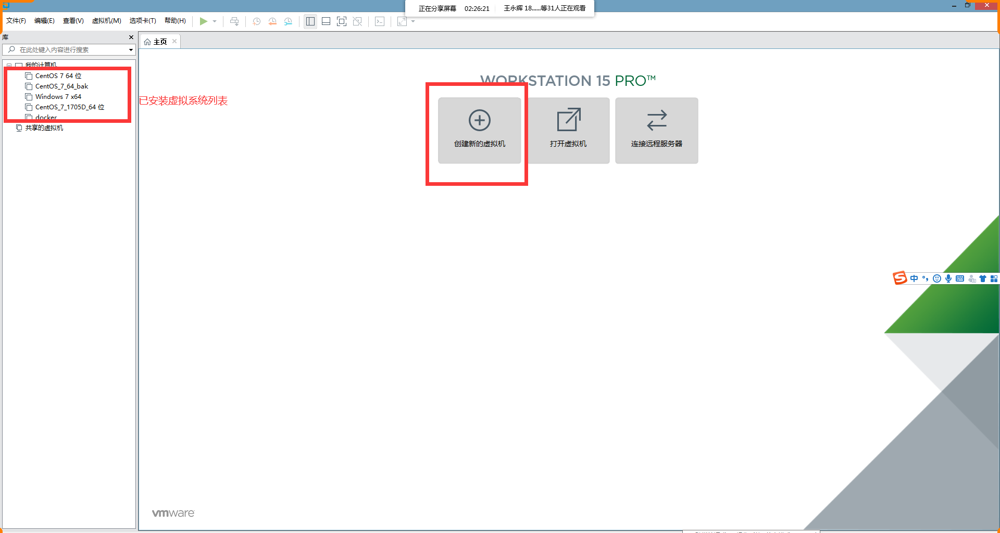 正在分享屏幕 02:26:21 王永辉 18......等31人正在观看
文件(F) 编辑(E) 查看(V) 虚拟机(M) 选项卡(T) 帮助(H)
库
主页
在此处键入内容进行搜索
我的计算机
CentOS 7 64 位
CentOS_7_64_bak
Windows 7 x64
CentOS_7_1705D_64 位
docker
共享的虚拟机
已安装虚拟系统列表
WORKSTATION 15 PRO™
创建新的虚拟机
打开虚拟机
连接远程服务器
中
vmware